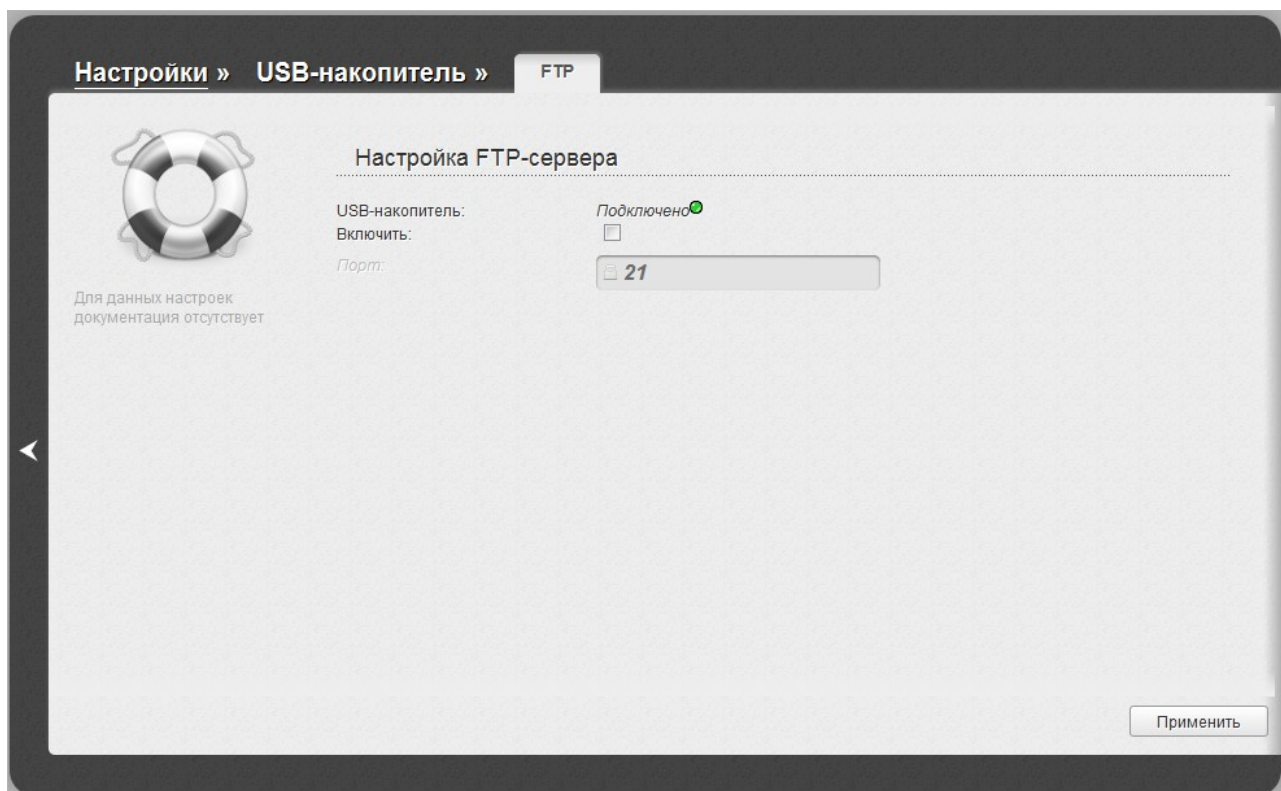 Настройки » USB-накопитель » FTP
Настройка FTP-сервера
USB-накопитель: Подключено
Включить:
Порт: 21
Для данных настроек
документация отсутствует
Применить